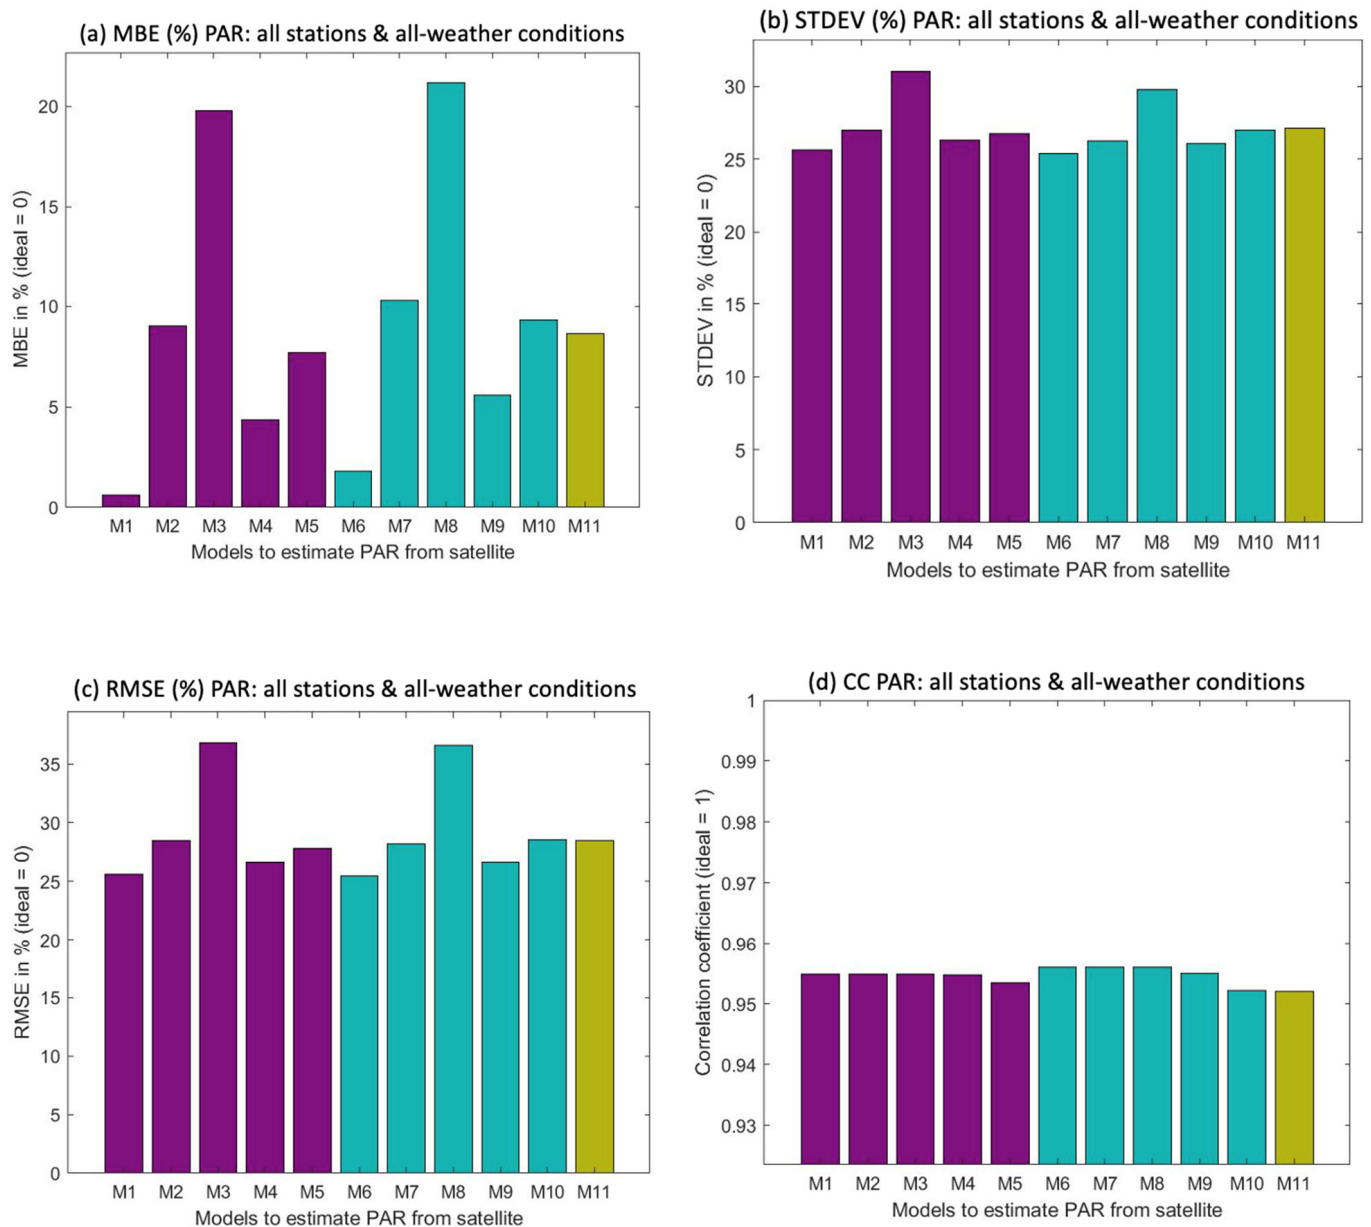 (a) MBE (%) PAR: all stations & all-weather conditions
20
15
10
5
0
MBE in % (ideal = 0)
M1 M2 M3 M4 M5 M6 M7 M8 M9 M10 M11
Models to estimate PAR from satellite
(b) STDEV (%) PAR: all stations & all-weather conditions
30
25
20
15
10
5
0
STDEV in % (ideal = 0)
M1 M2 M3 M4 M5 M6 M7 M8 M9 M10 M11
Models to estimate PAR from satellite
(c) RMSE (%) PAR: all stations & all-weather conditions
35
30
25
20
15
10
5
0
RMSE in % (ideal = 0)
M1 M2 M3 M4 M5 M6 M7 M8 M9 M10 M11
Models to estimate PAR from satellite
(d) CC PAR: all stations & all-weather conditions
1
0.99
0.98
0.97
0.96
0.95
0.94
0.93
Correlation coefficient (ideal = 1)
M1 M2 M3 M4 M5 M6 M7 M8 M9 M10 M11
Models to estimate PAR from satellite